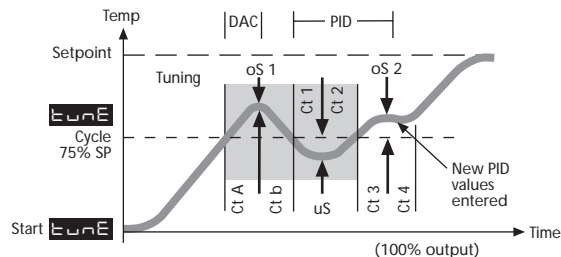 Temp
DAC
PID
Setpoint
Tuning
oS 1
Ct 1
Ct 2
oS 2
tunE
Cycle
75% SP
New PID
values
entered
Ct A
Ct b
uS
Ct 3
Ct 4
Start
tunE
Time
(100% output)